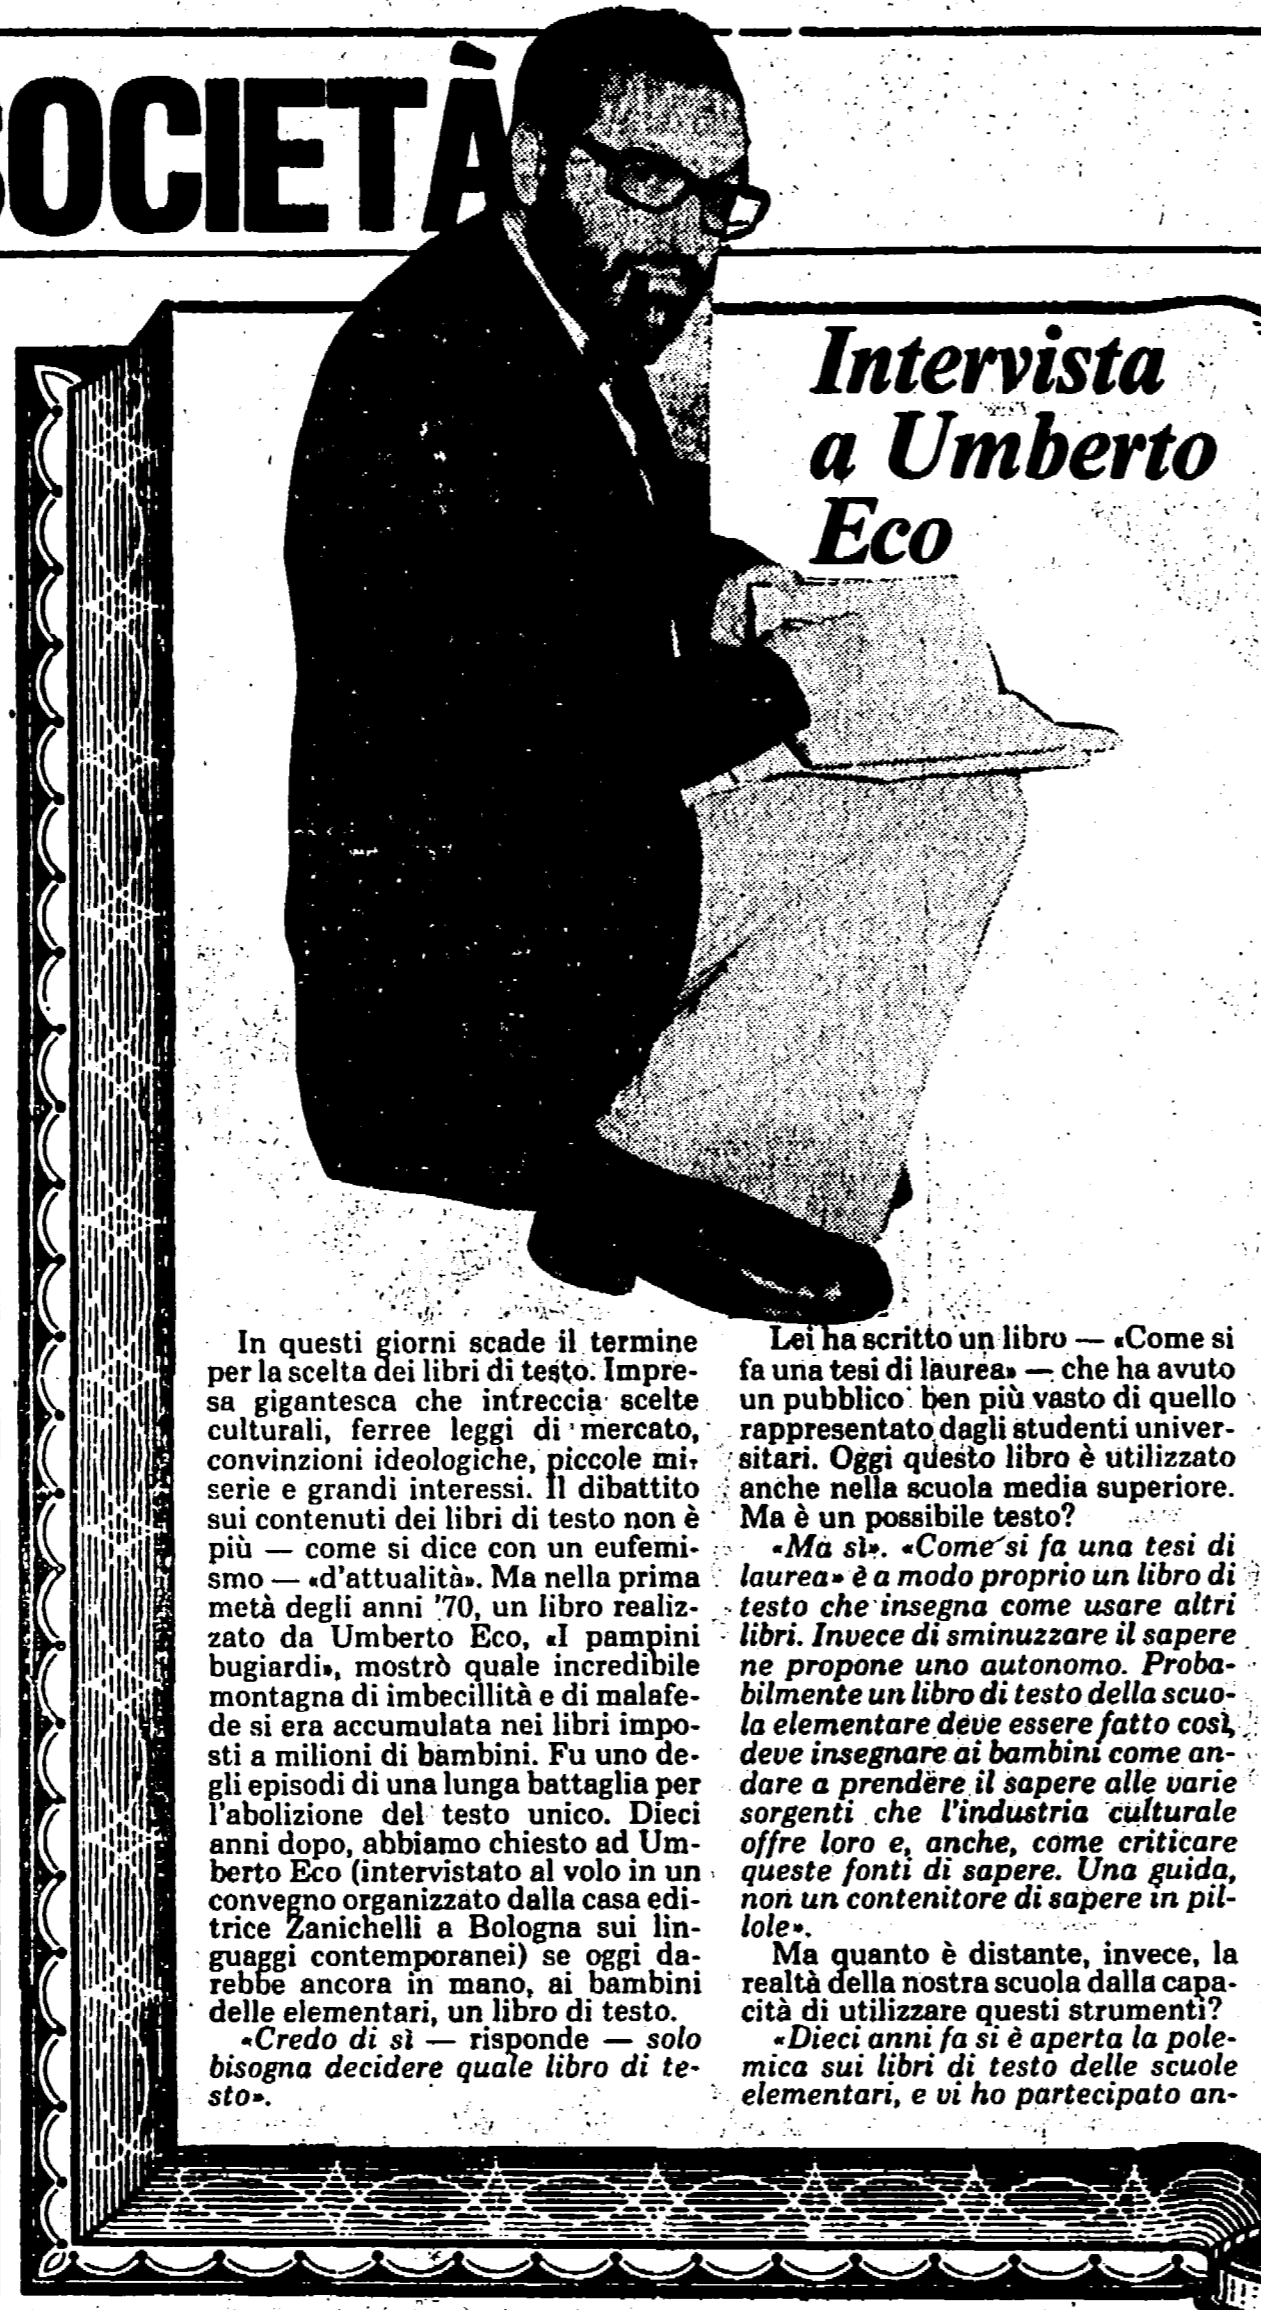 SOCIETÀ
Intervista
a Umberto
Eco
In questi giorni scade il termine
per la scelta dei libri di testo. Impre-
sa gigantesca che intreccia scelte
culturali, ferree leggi di mercato,
convinzioni ideologiche, piccole mi-
serie e grandi interessi. Il dibattito
sui contenuti dei libri di testo non è
più — come si dice con un eufemi-
smo — «d'attualità». Ma nella prima
metà degli anni '70, un libro realiz-
zato da Umberto Eco, «I pampini
bugiardi», mostrò quale incredibile
montagna di imbecillità e di malafe-
de si era accumulata nei libri impo-
sti a milioni di bambini. Fu uno de-
gli episodi di una lunga battaglia per
l'abolizione del testo unico. Dieci
anni dopo, abbiamo chiesto ad Um-
berto Eco (intervistato al volo in un
convegno organizzato dalla casa edi-
trice Zanichelli a Bologna sui lin-
guaggi contemporanei) se oggi da-
rebbe ancora in mano, ai bambini
delle elementari, un libro di testo.
«Credo di sì — risponde — solo
bisogna decidere quale libro di te-
sto».
Lei ha scritto un libro — «Come si
fa una tesi di laurea» — che ha avuto
un pubblico ben più vasto di quello
rappresentato dagli studenti univer-
sitari. Oggi questo libro è utilizzato
anche nella scuola media superiore.
Ma è un possibile testo?
«Ma sì». «Come si fa una tesi di
laurea» è a modo proprio un libro di
testo che insegna come usare altri
libri. Invece di sminuzzare il sapere
ne propone uno autonomo. Proba-
bilmente un libro di testo della scuo-
la elementare deve essere fatto così,
deve insegnare ai bambini come an-
dare a prendere il sapere alle varie
sorgenti che l'industria culturale
offre loro e, anche, come criticare
queste fonti di sapere. Una guida,
non un contenitore di sapere in pil-
lole».
Ma quanto è distante, invece, la
realtà della nostra scuola dalla capa-
cità di utilizzare questi strumenti?
«Dieci anni fa si è aperta la pole-
mica sui libri di testo delle scuole
elementari, e vi ho partecipato an-